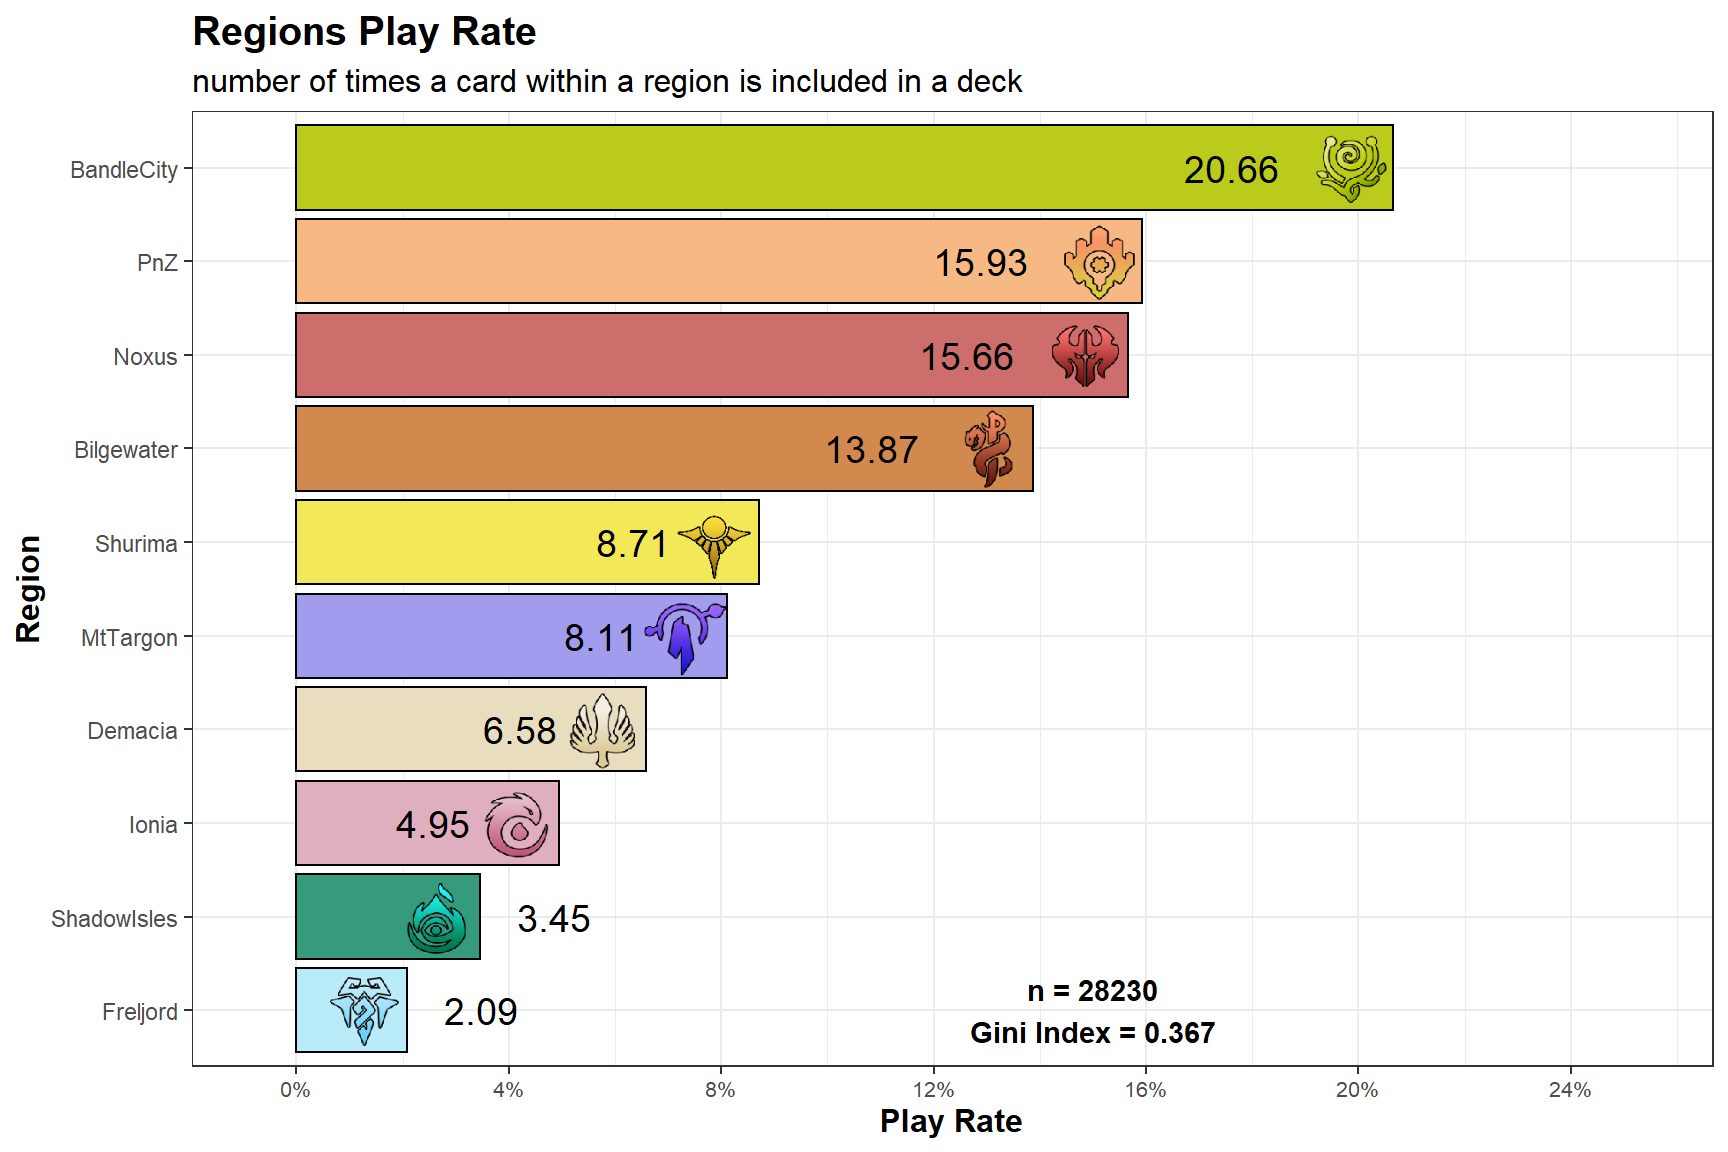 Regions Play Rate
number of times a card within a region is included in a deck
BandleCity
20.66
PnZ
15.93
Noxus
15.66
Bilgewater
13.87
Shurima
8.71
MtTargon
8.11
Demacia
6.58
Ionia
4.95
ShadowIsles
3.45
Freljord
2.09
n = 28230
Gini Index = 0.367
Region
0% 4% 8% 12% 16% 20% 24%
Play Rate